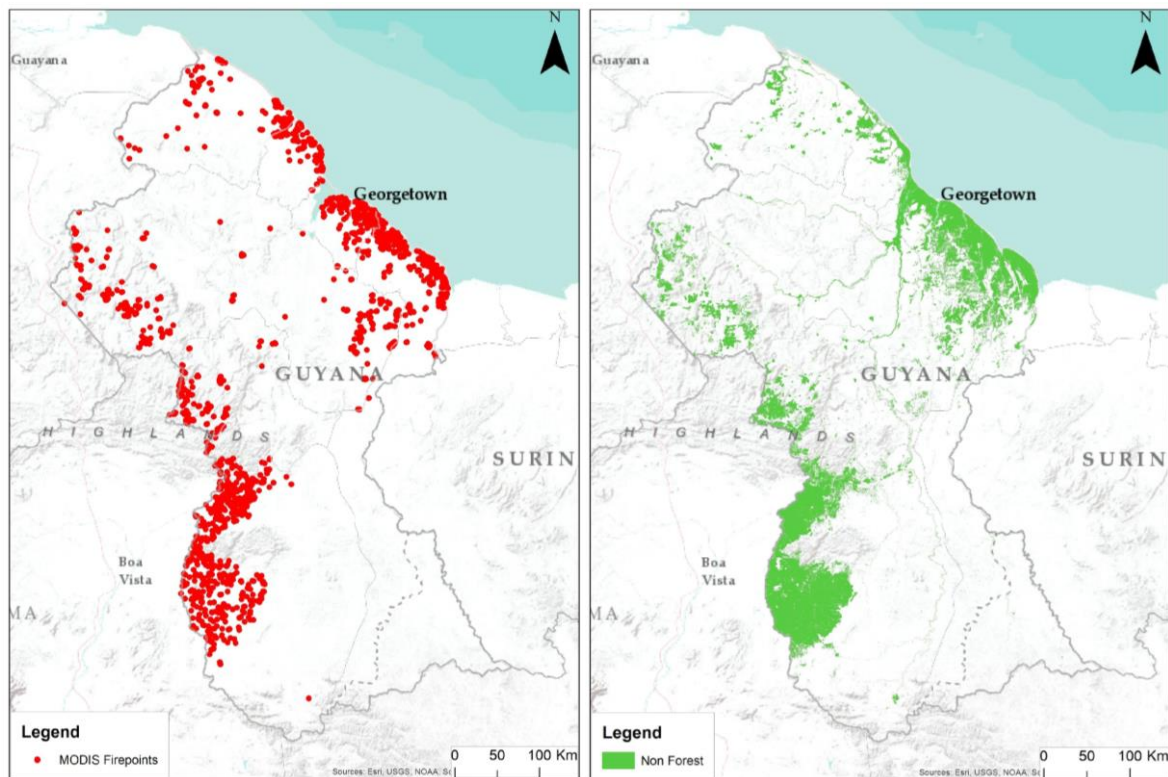 N
Guayana
Georgetown
GUYANA
HIGHLANDS
SURIN
Boa
Vista
MA
Legend
MODIS Firepoints
0 50 100 Km
Sources: Esri, USGS, NOAA, Sc
N
Guayana
Georgetown
GUYANA
HIGHLANDS
SURIN
Boa
Vista
MA
Legend
Non Forest
0 50 100 Km
Sources: Esri, USGS, NOAA, Sc